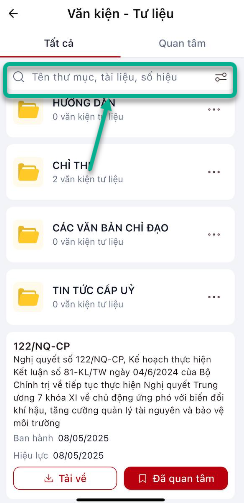 Văn kiện - Tư liệu
Tất cả
Quan tâm
Tên thư mục, tài liệu, số hiệu
HƯỚNG DẪN
0 văn kiện tư liệu
CHỈ THỊ
2 văn kiện tư liệu
CÁC VĂN BẢN CHỈ ĐẠO
0 văn kiện tư liệu
TIN TỨC CẤP UỶ
0 văn kiện tư liệu
122/NQ-CP
Nghị quyết số 122/NQ-CP, Kế hoạch thực hiện
Kết luận số 81-KL/TW ngày 04/6/2024 của Bộ
Chính trị về tiếp tục thực hiện Nghị quyết Trung
ương 7 khóa XI về chủ động ứng phó với biến đổi
khí hậu, tăng cường quản lý tài nguyên và bảo vệ
môi trường
Ban hành 08/05/2025
Hiệu lực 08/05/2025
Tải về
Đã quan tâm